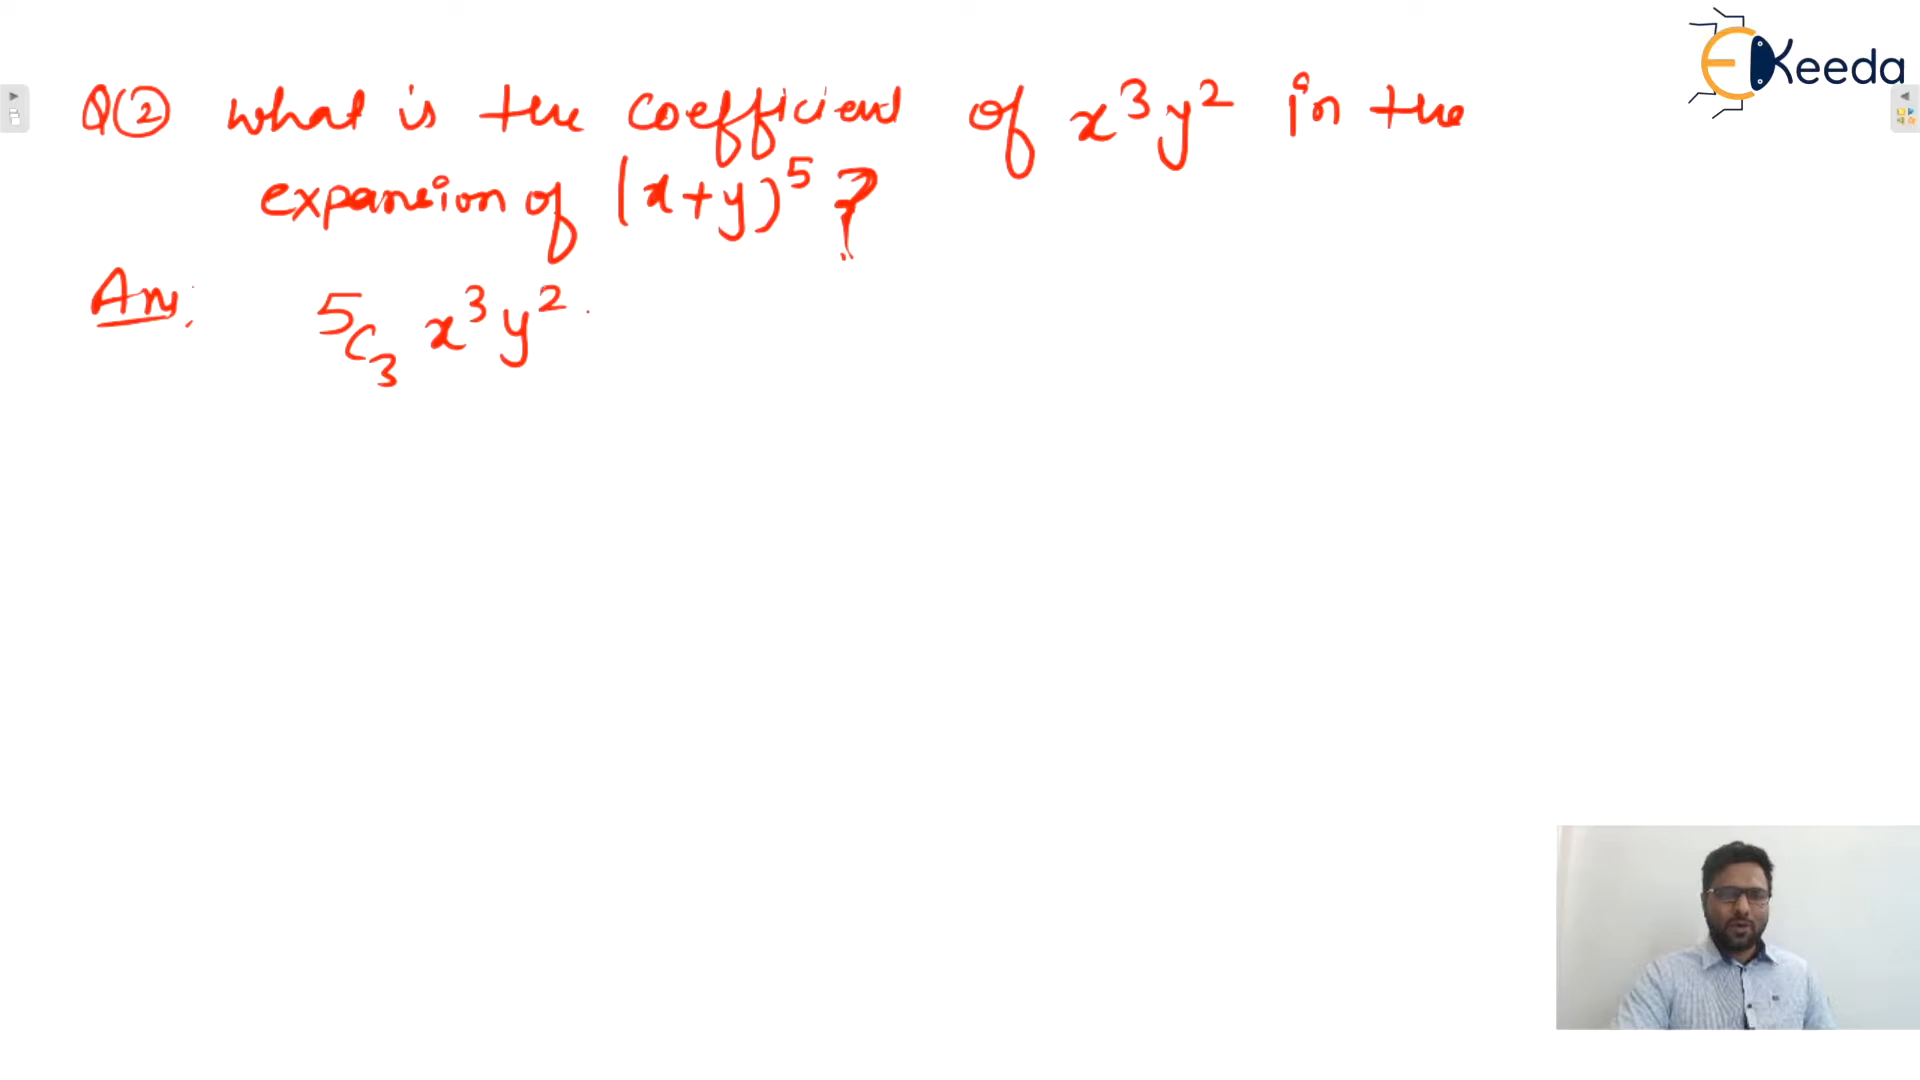 EKeeda
Q② What is the coefficient of x³y² in the
expansion of (x+y)⁵ ?
Ans: ⁵C₃ x³y²